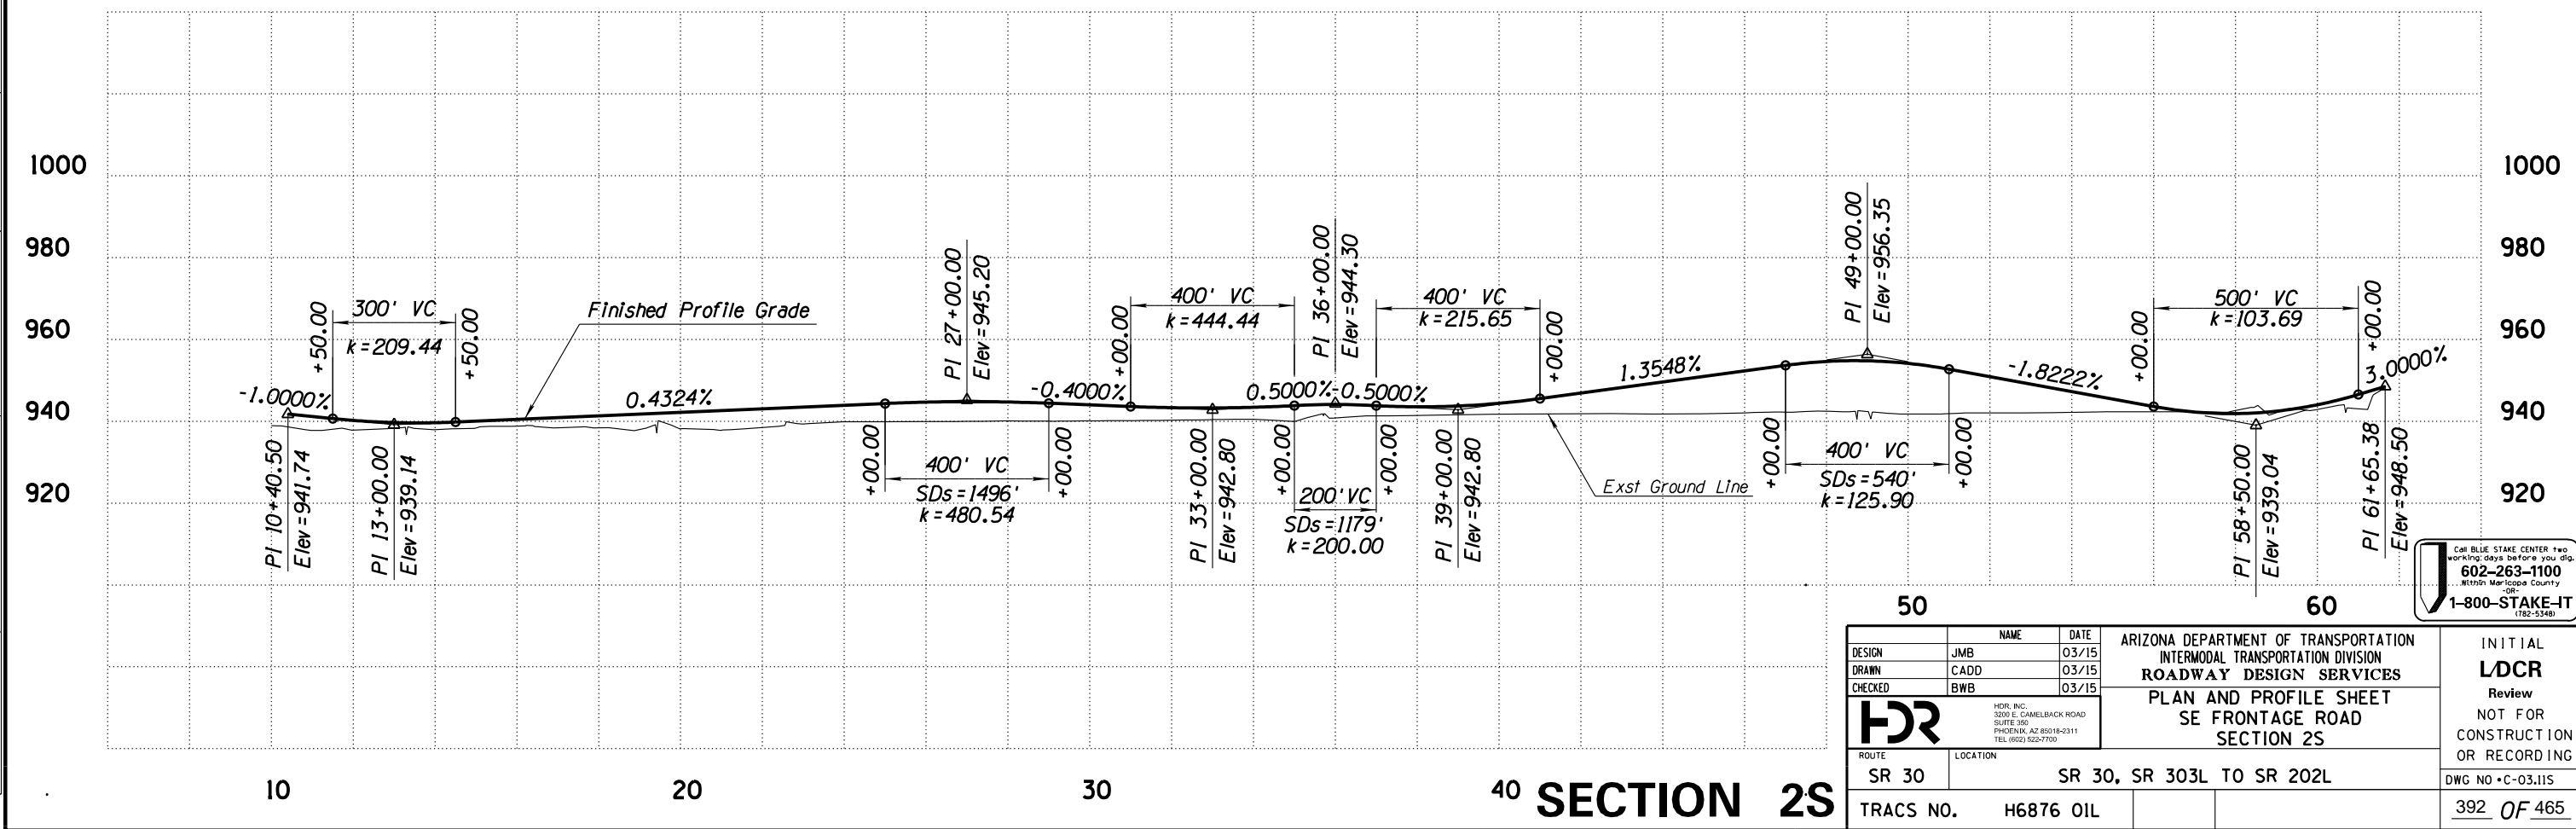 1000
980
960
940
920
1000
980
960
940
920
-1.0000%
PI 10+40.50
Elev=941.74
+50.00
300' VC
k=209.44
+50.00
PI 13+00.00
Elev=939.14
Finished Profile Grade
0.4324%
PI 27+00.00
Elev=945.20
+00.00
400' VC
SDs=1496'
k=480.54
+00.00
-0.4000%
+00.00
400' VC
k=444.44
PI 33+00.00
Elev=942.80
0.5000%
+00.00
PI 36+00.00
Elev=944.30
200' VC
SDs=1179'
k=200.00
+00.00
-0.5000%
400' VC
k=215.65
+00.00
PI 39+00.00
Elev=942.80
Exst Ground Line
1.3548%
PI 49+00.00
Elev=956.35
+00.00
400' VC
SDs=540'
k=125.90
+00.00
-1.8222%
+00.00
500' VC
k=103.69
+00.00
PI 58+50.00
Elev=939.04
3.0000%
PI 61+65.38
Elev=948.50
50
60
10
20
30
40
SECTION 2S
Call BLUE STAKE CENTER two
working days before you dig.
602-263-1100
Within Maricopa County
-OR-
1-800-STAKE-IT
(782-5348)
NAME DATE
DESIGN JMB 03/15
DRAWN CADD 03/15
CHECKED BWB 03/15
HDR
HDR, INC.
3200 E. CAMELBACK ROAD
SUITE 350
PHOENIX, AZ 85018-2311
TEL (602) 522-7700
ARIZONA DEPARTMENT OF TRANSPORTATION
INTERMODAL TRANSPORTATION DIVISION
ROADWAY DESIGN SERVICES
PLAN AND PROFILE SHEET
SE FRONTAGE ROAD
SECTION 2S
INITIAL
L/DCR
Review
NOT FOR
CONSTRUCTION
OR RECORDING
ROUTE
SR 30
LOCATION
SR 30, SR 303L TO SR 202L
DWG NO •C-03.11S
TRACS NO. H6876 01L
392 OF 465